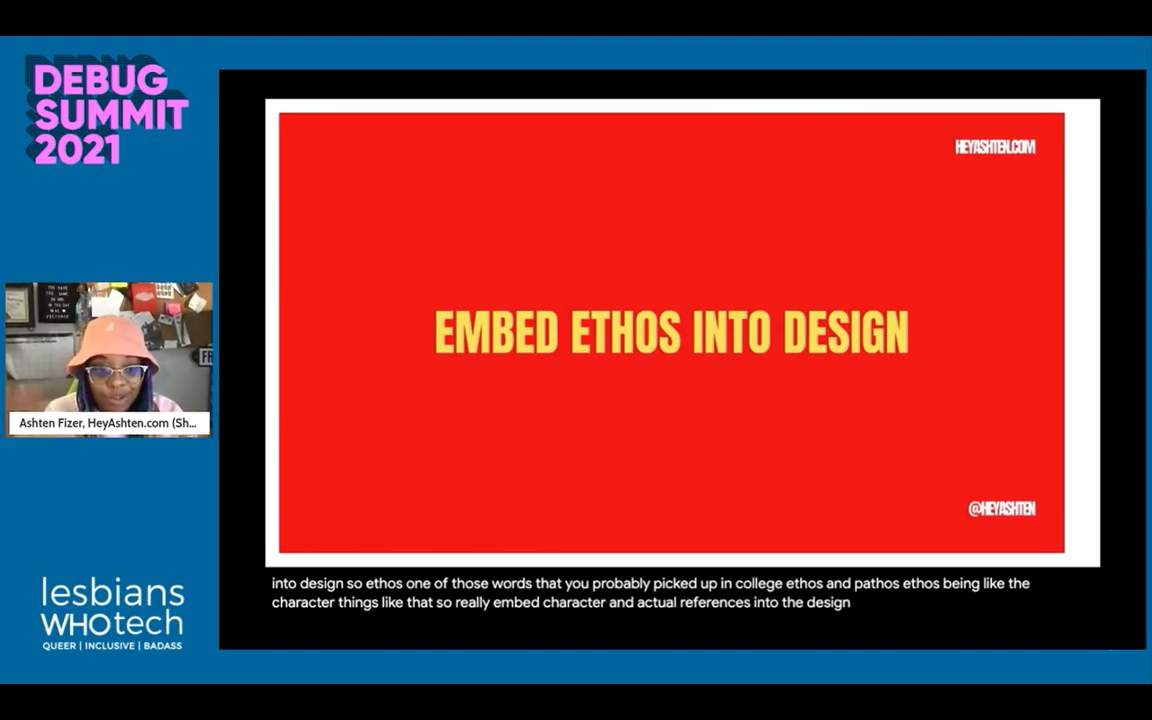 DEBUG
SUMMIT
2021
HEYASHTEN.COM
EMBED ETHOS INTO DESIGN
@HEYASHTEN
Ashten Fizer, HeyAshten.com (Sh...
into design so ethos one of those words that you probably picked up in college ethos and pathos ethos being like the
character things like that so really embed character and actual references into the design
lesbians
WHOtech
QUEER | INCLUSIVE | BADASS